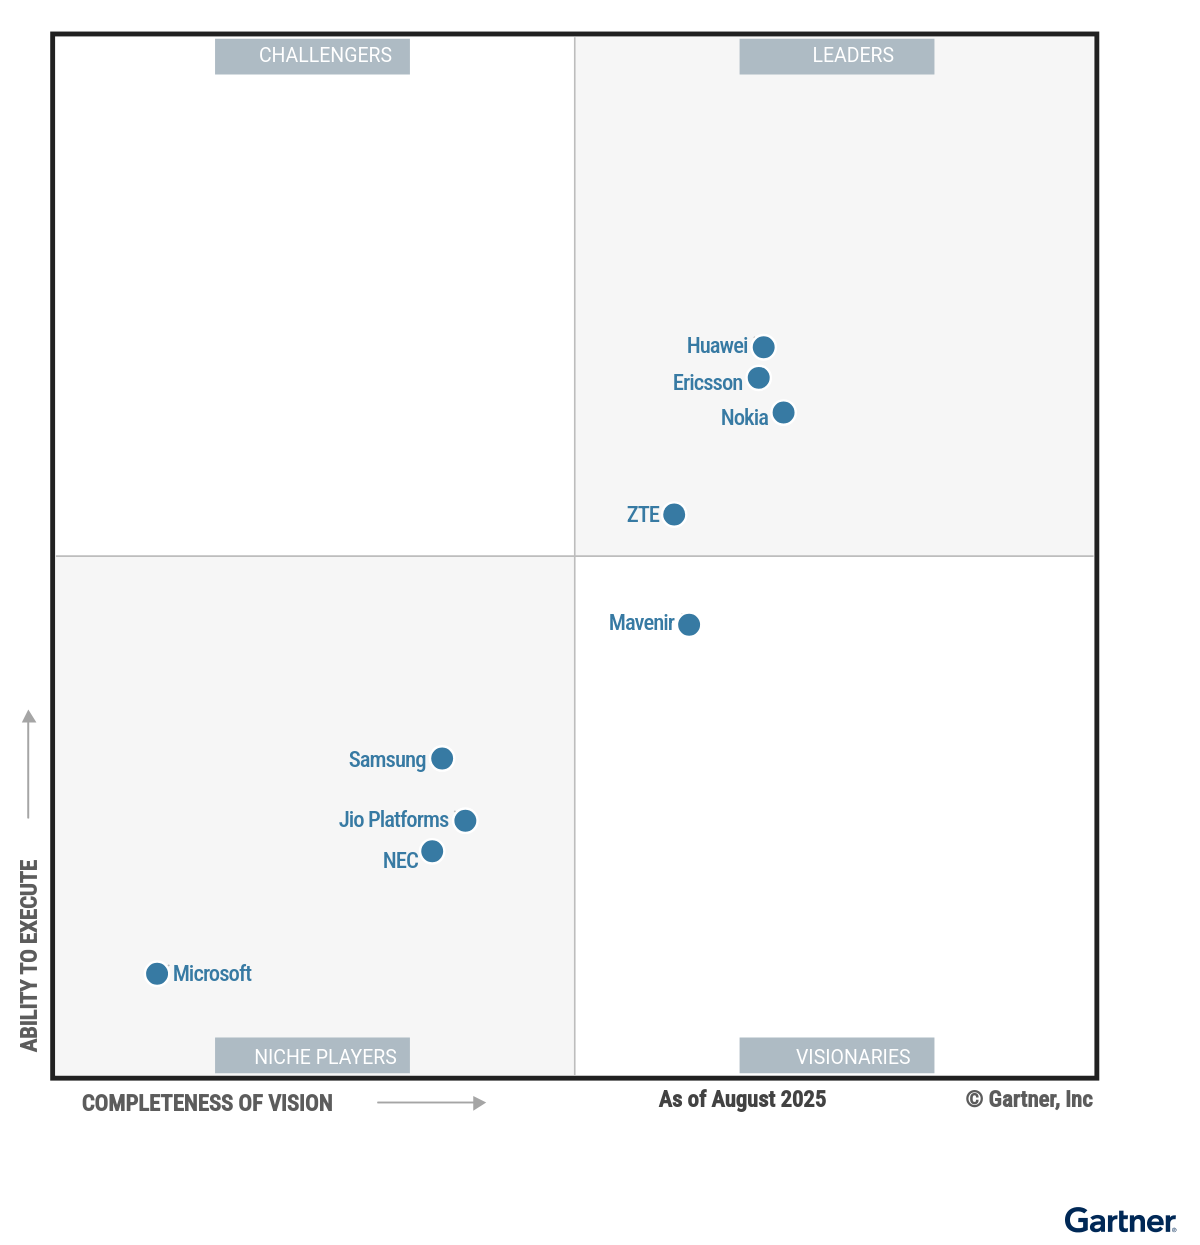 CHALLENGERS
LEADERS
Huawei
Ericsson
Nokia
ZTE
Mavenir
Samsung
Jio Platforms
NEC
Microsoft
NICHE PLAYERS
VISIONARIES
ABILITY TO EXECUTE
COMPLETENESS OF VISION
As of August 2025
© Gartner, Inc
Gartner®